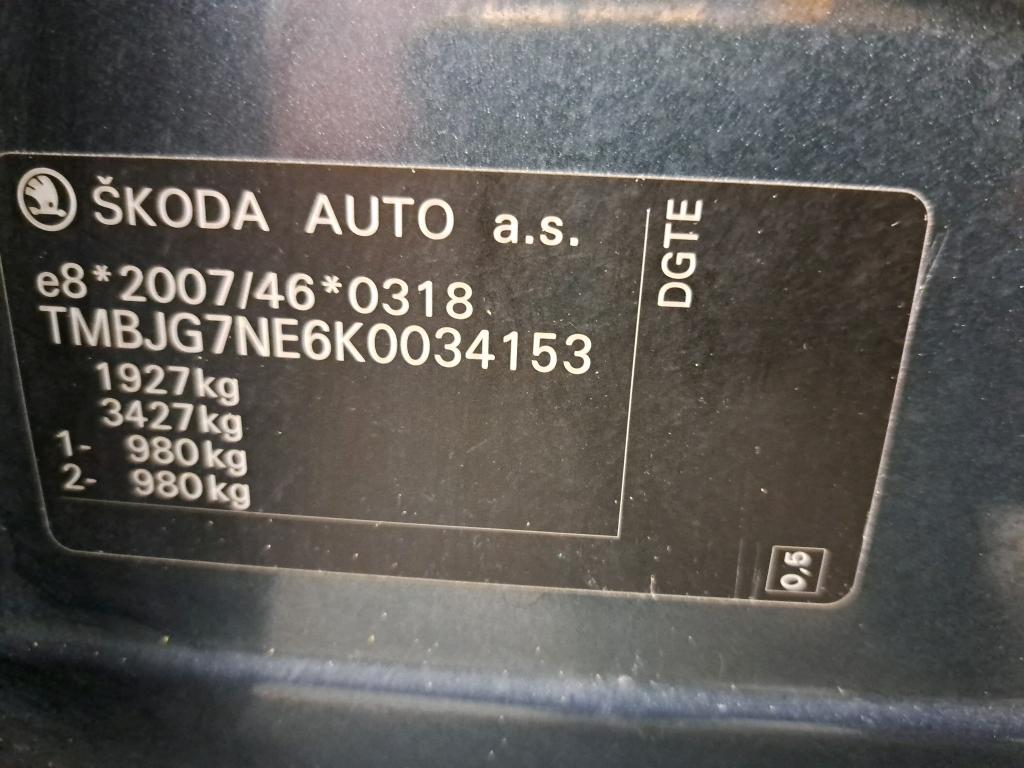 ŠKODA AUTO a.s.
e8*2007/46*0318
TMBJG7NE6K0034153
1927kg
3427kg
1- 980kg
2- 980kg
DGTE
0,5